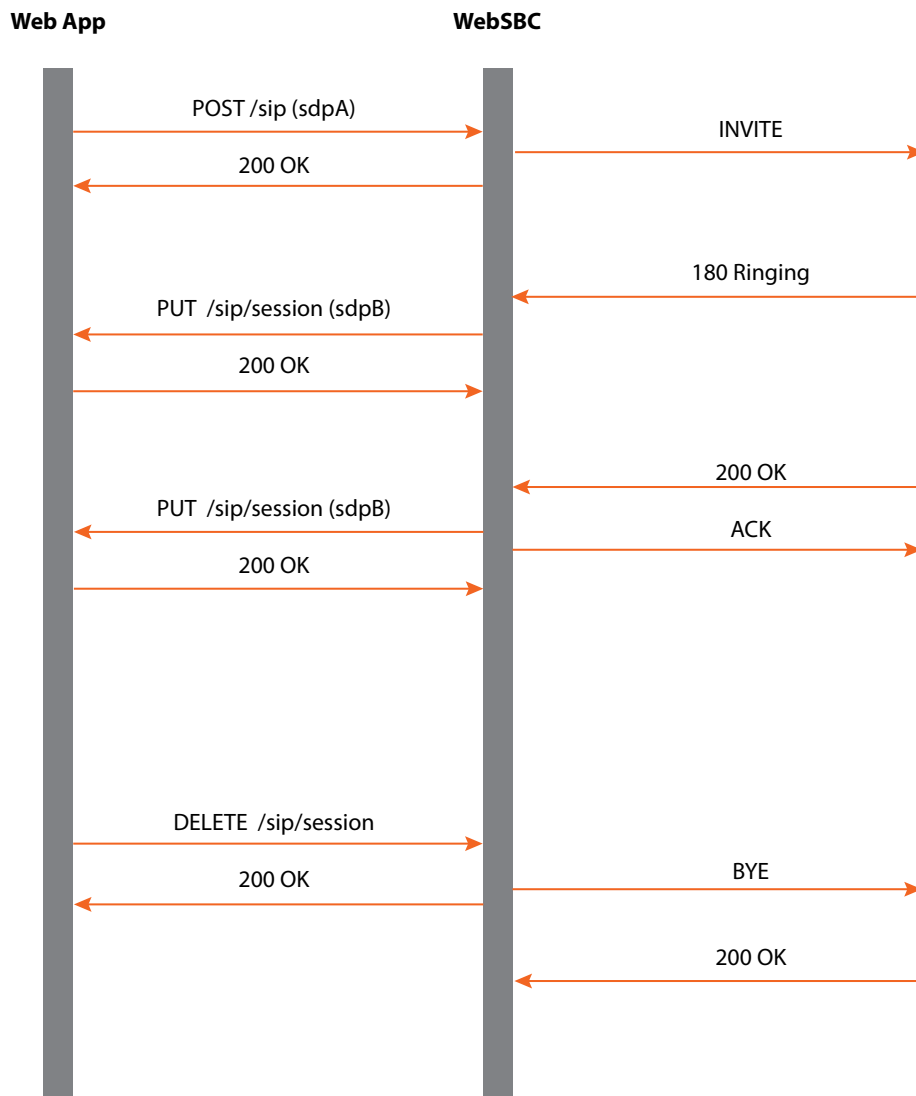 Web App
WebSBC
POST /sip (sdpA)
INVITE
200 OK
180 Ringing
PUT /sip/session (sdpB)
200 OK
200 OK
PUT /sip/session (sdpB)
ACK
200 OK
DELETE /sip/session
BYE
200 OK
200 OK